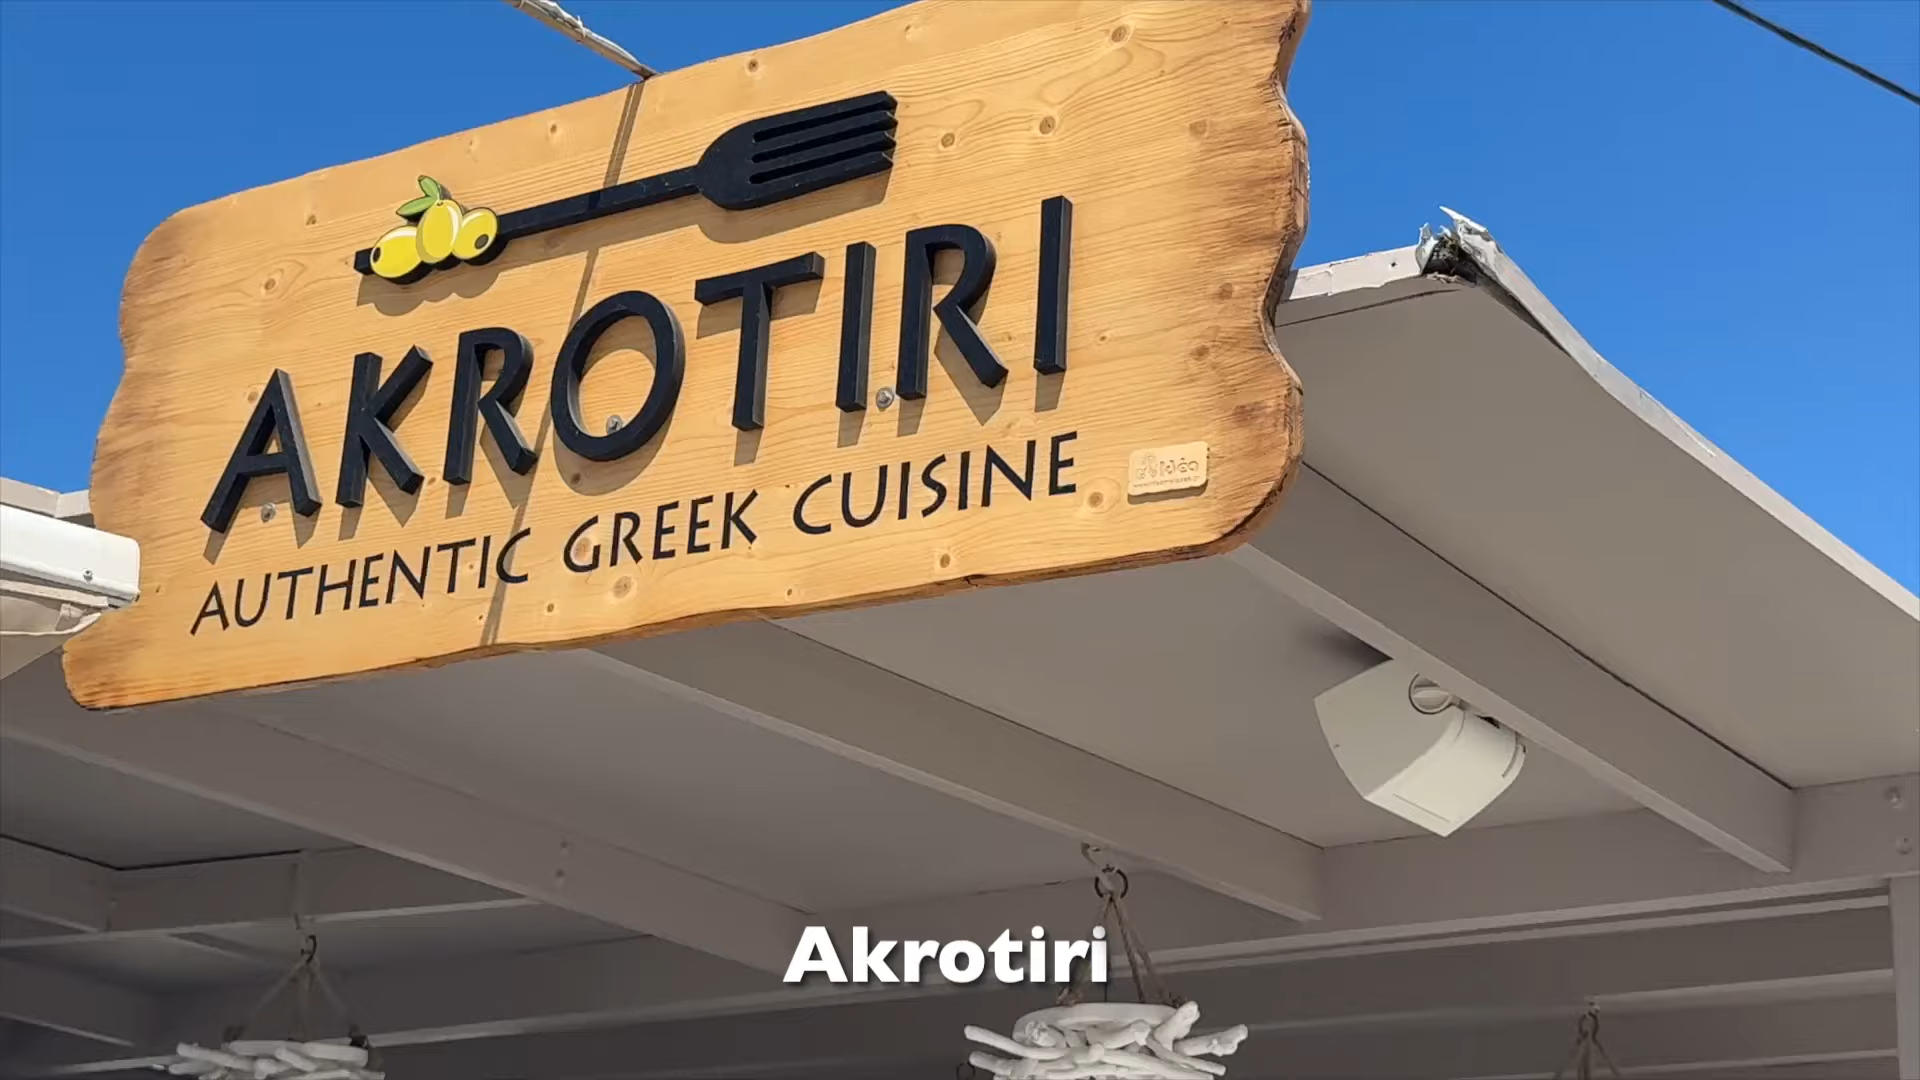 AKROTIRI
AUTHENTIC GREEK CUISINE
Akrotiri